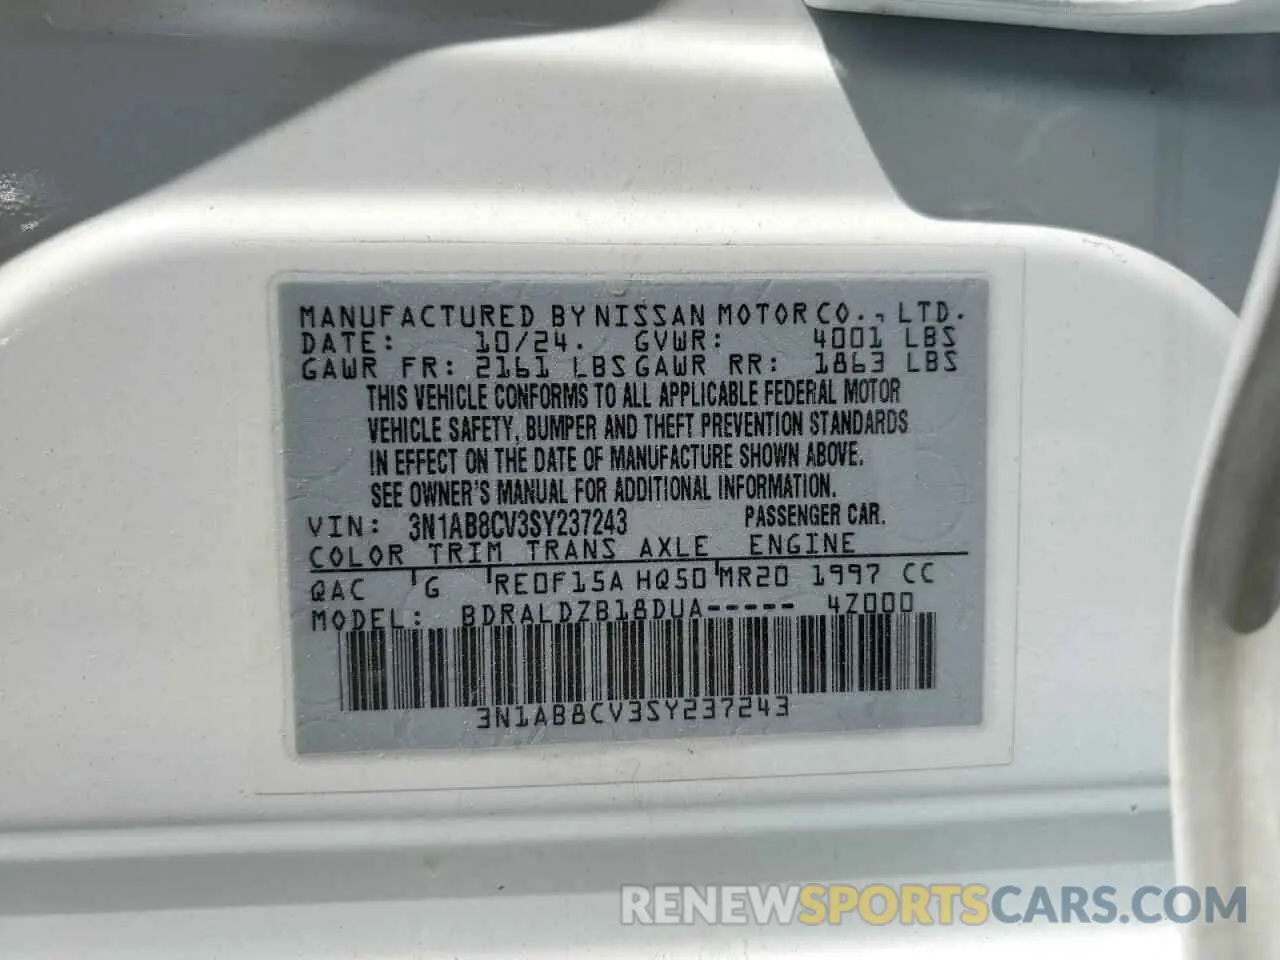 MANUFACTURED BY NISSAN MOTOR CO., LTD.
DATE: 10/24. GVWR: 4001 LBS
GAWR FR: 2161 LBS GAWR RR: 1863 LBS
THIS VEHICLE CONFORMS TO ALL APPLICABLE FEDERAL MOTOR
VEHICLE SAFETY, BUMPER AND THEFT PREVENTION STANDARDS
IN EFFECT ON THE DATE OF MANUFACTURE SHOWN ABOVE.
SEE OWNER'S MANUAL FOR ADDITIONAL INFORMATION.
VIN: 3N1AB8CV3SY237243 PASSENGER CAR.
COLOR TRIM TRANS AXLE ENGINE
QAC G RE0F15A HQ50 MR20 1997 CC
MODEL: BDRALDZB18DUA----- 4Z000
3N1AB8CV3SY237243
RENEWSPORTSCARS.COM